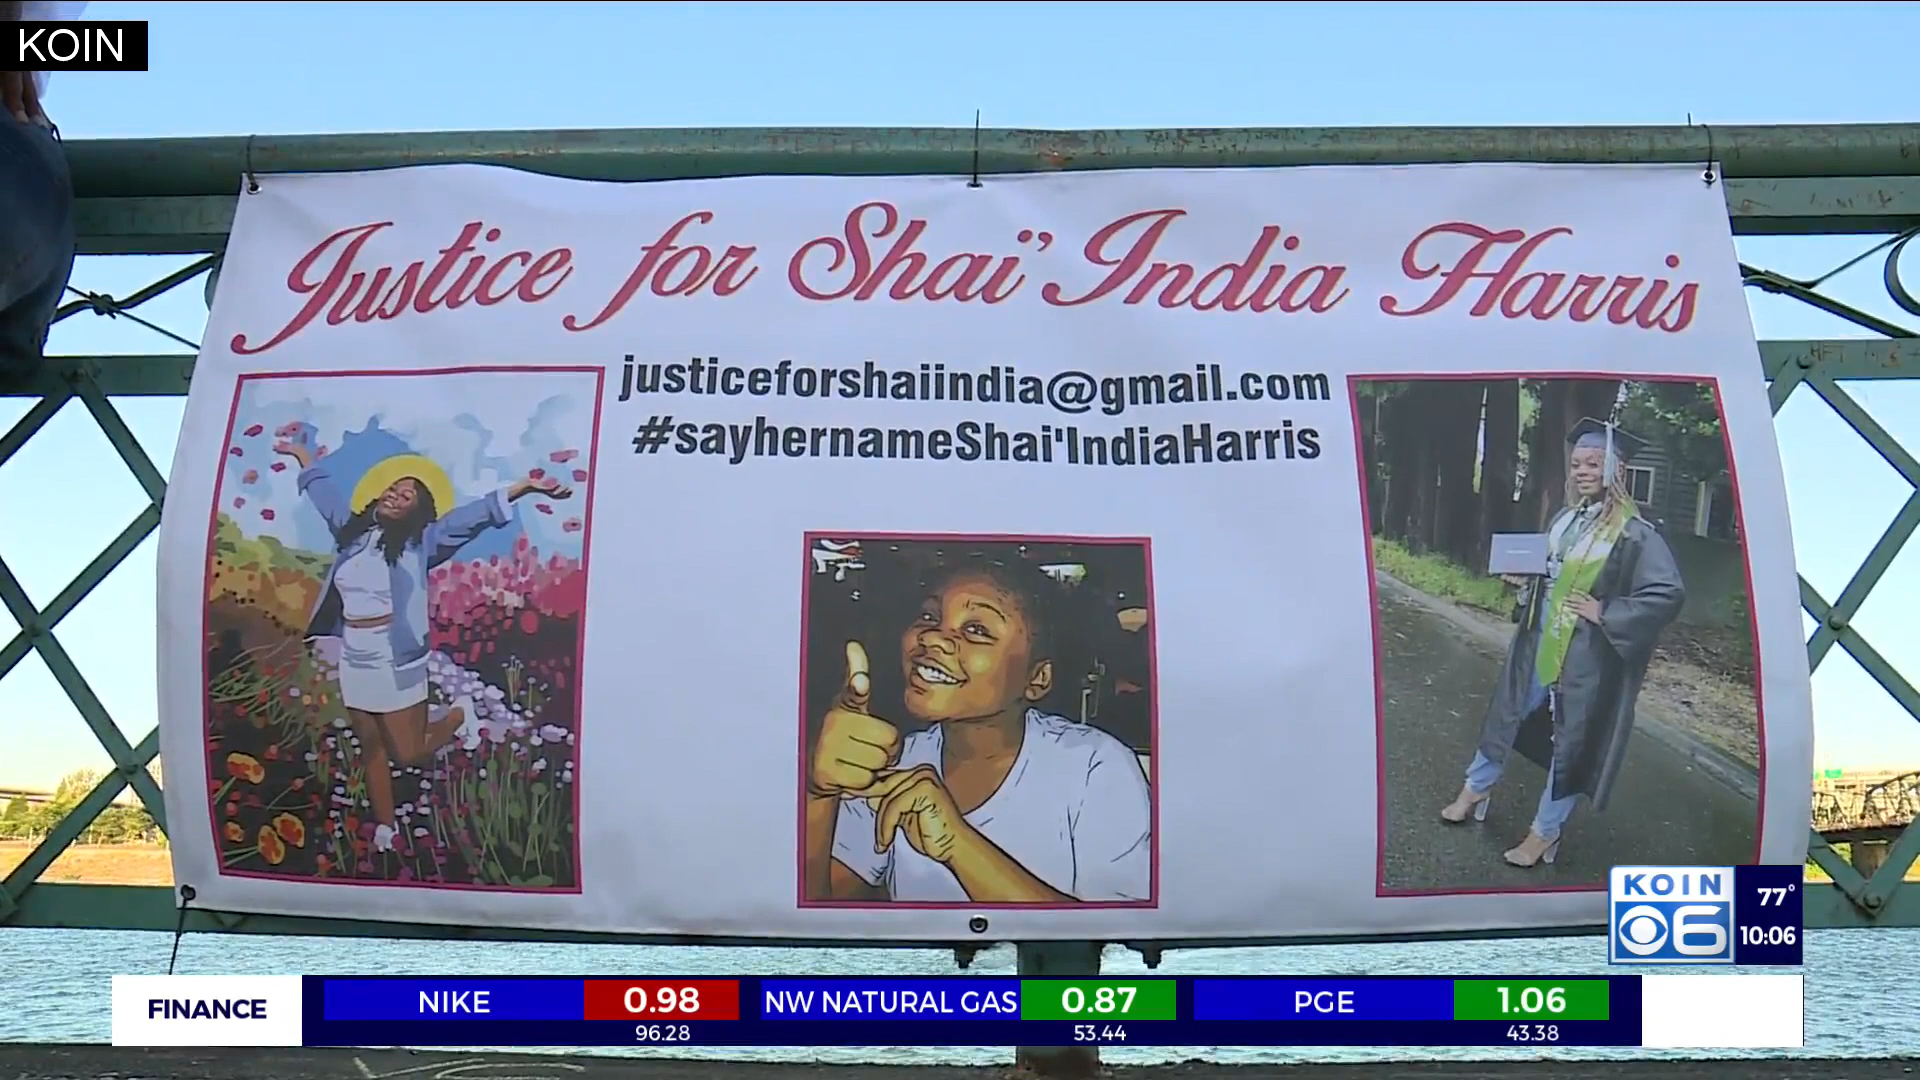 KOIN
Justice for Shai'India Harris
justiceforshaiindia@gmail.com
#sayhernameShai'IndiaHarris
KOIN
6
77°
10:06
FINANCE
NIKE 0.98
96.28
NW NATURAL GAS 0.87
53.44
PGE 1.06
43.38